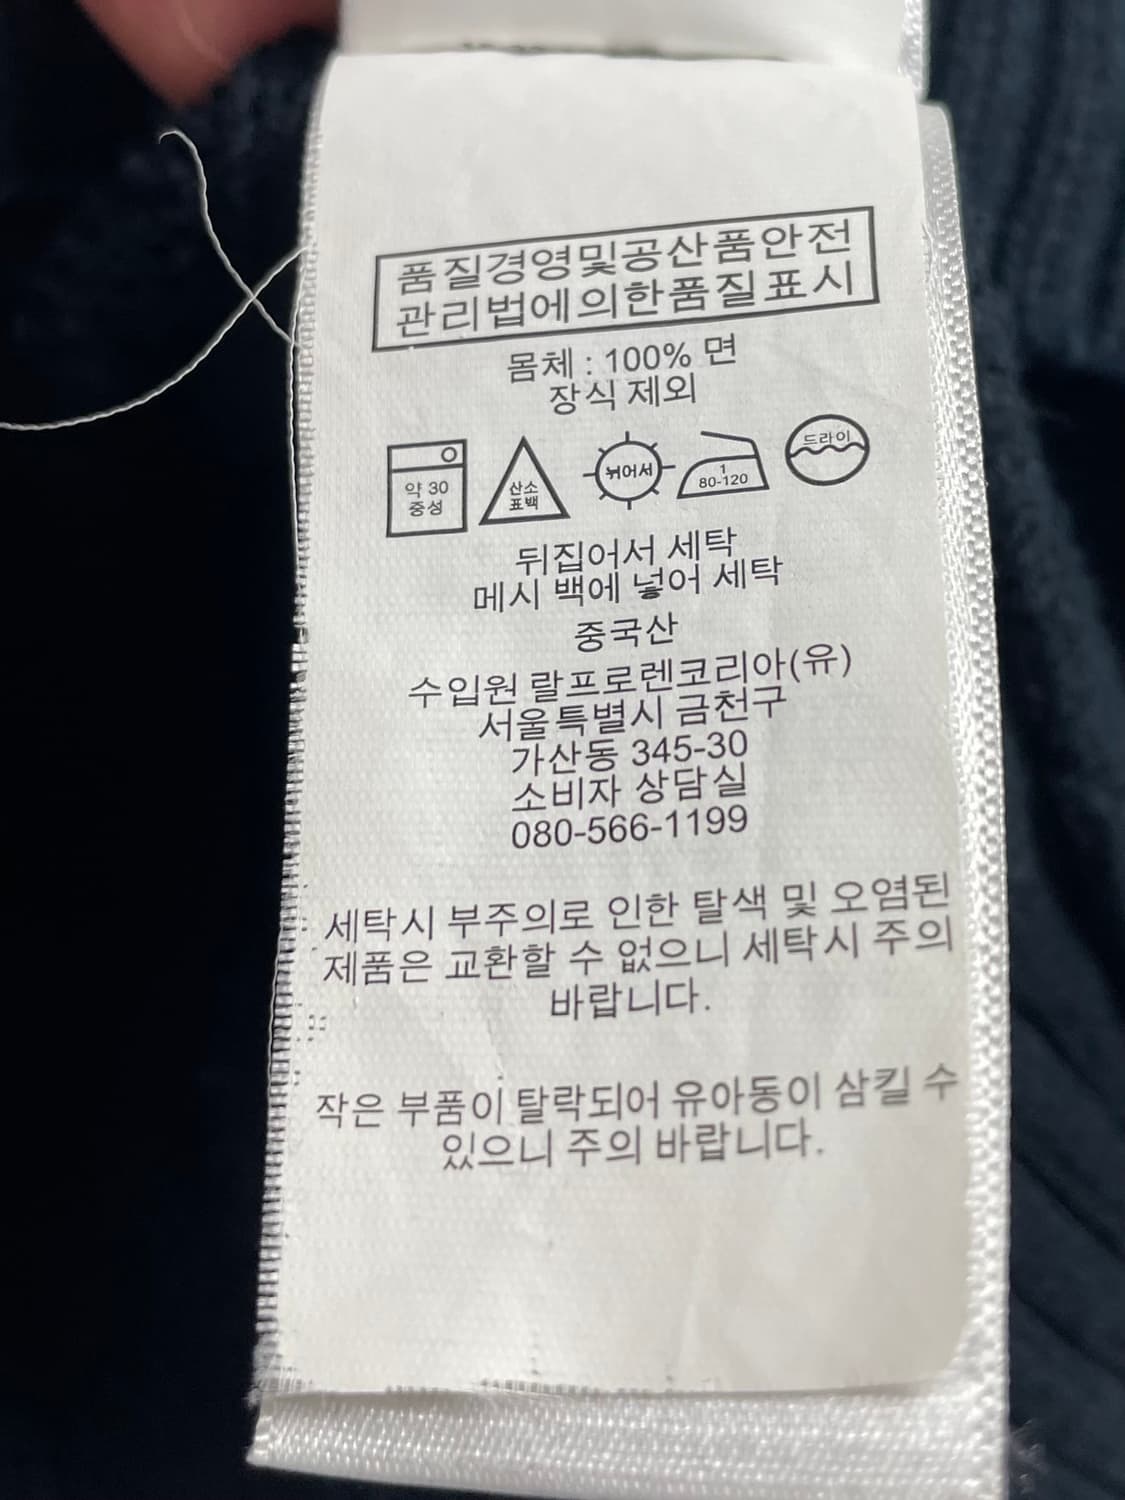 품질경영및공산품안전
관리법에의한품질표시
몸체 : 100% 면
장식 제외
약 30
중성
산소
표백
뉘어서
1
80-120
드라이
뒤집어서 세탁
메시 백에 넣어 세탁
중국산
수입원 랄프로렌코리아(유)
서울특별시 금천구
가산동 345-30
소비자 상담실
080-566-1199
세탁시 부주의로 인한 탈색 및 오염된
제품은 교환할 수 없으니 세탁시 주의
바랍니다.
작은 부품이 탈락되어 유아동이 삼킬 수
있으니 주의 바랍니다.